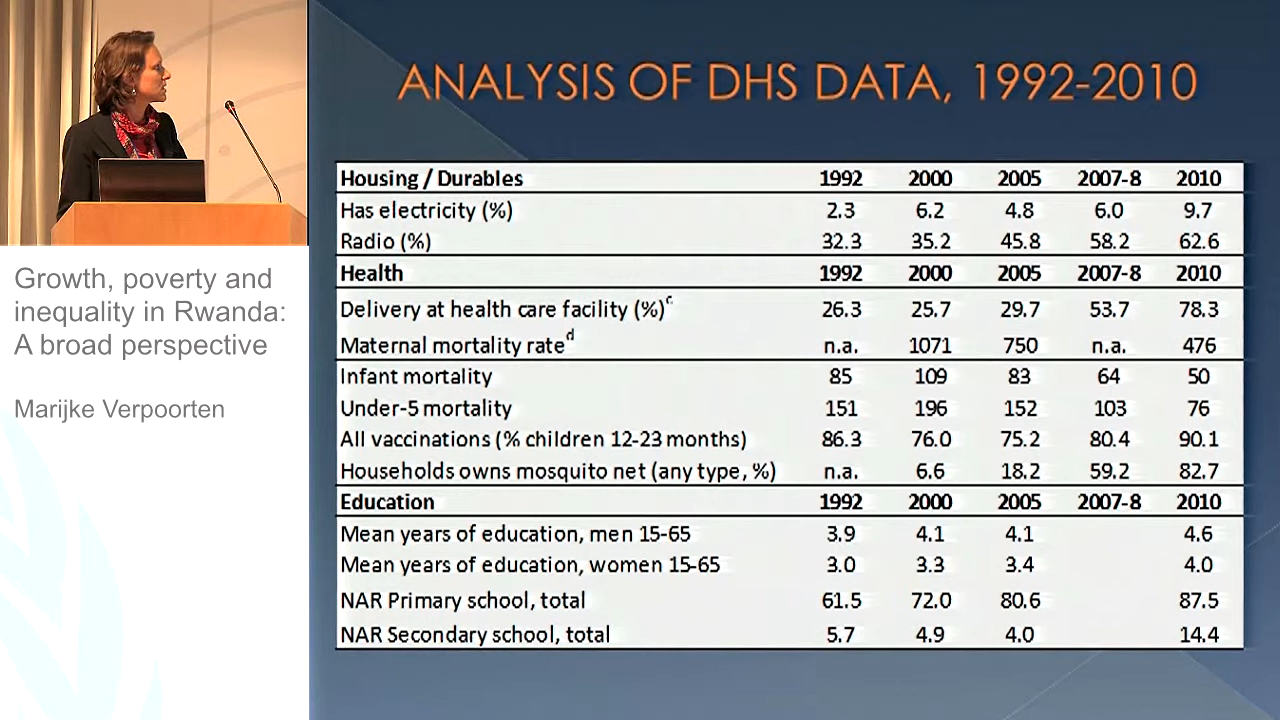 ANALYSIS OF DHS DATA, 1992-2010
Housing / Durables 1992 2000 2005 2007-8 2010
Has electricity (%) 2.3 6.2 4.8 6.0 9.7
Radio (%) 32.3 35.2 45.8 58.2 62.6
Health 1992 2000 2005 2007-8 2010
Delivery at health care facility (%)c 26.3 25.7 29.7 53.7 78.3
Maternal mortality rated n.a. 1071 750 n.a. 476
Infant mortality 85 109 83 64 50
Under-5 mortality 151 196 152 103 76
All vaccinations (% children 12-23 months) 86.3 76.0 75.2 80.4 90.1
Households owns mosquito net (any type, %) n.a. 6.6 18.2 59.2 82.7
Education 1992 2000 2005 2007-8 2010
Mean years of education, men 15-65 3.9 4.1 4.1 4.6
Mean years of education, women 15-65 3.0 3.3 3.4 4.0
NAR Primary school, total 61.5 72.0 80.6 87.5
NAR Secondary school, total 5.7 4.9 4.0 14.4
Growth, poverty and
inequality in Rwanda:
A broad perspective
Marijke Verpoorten